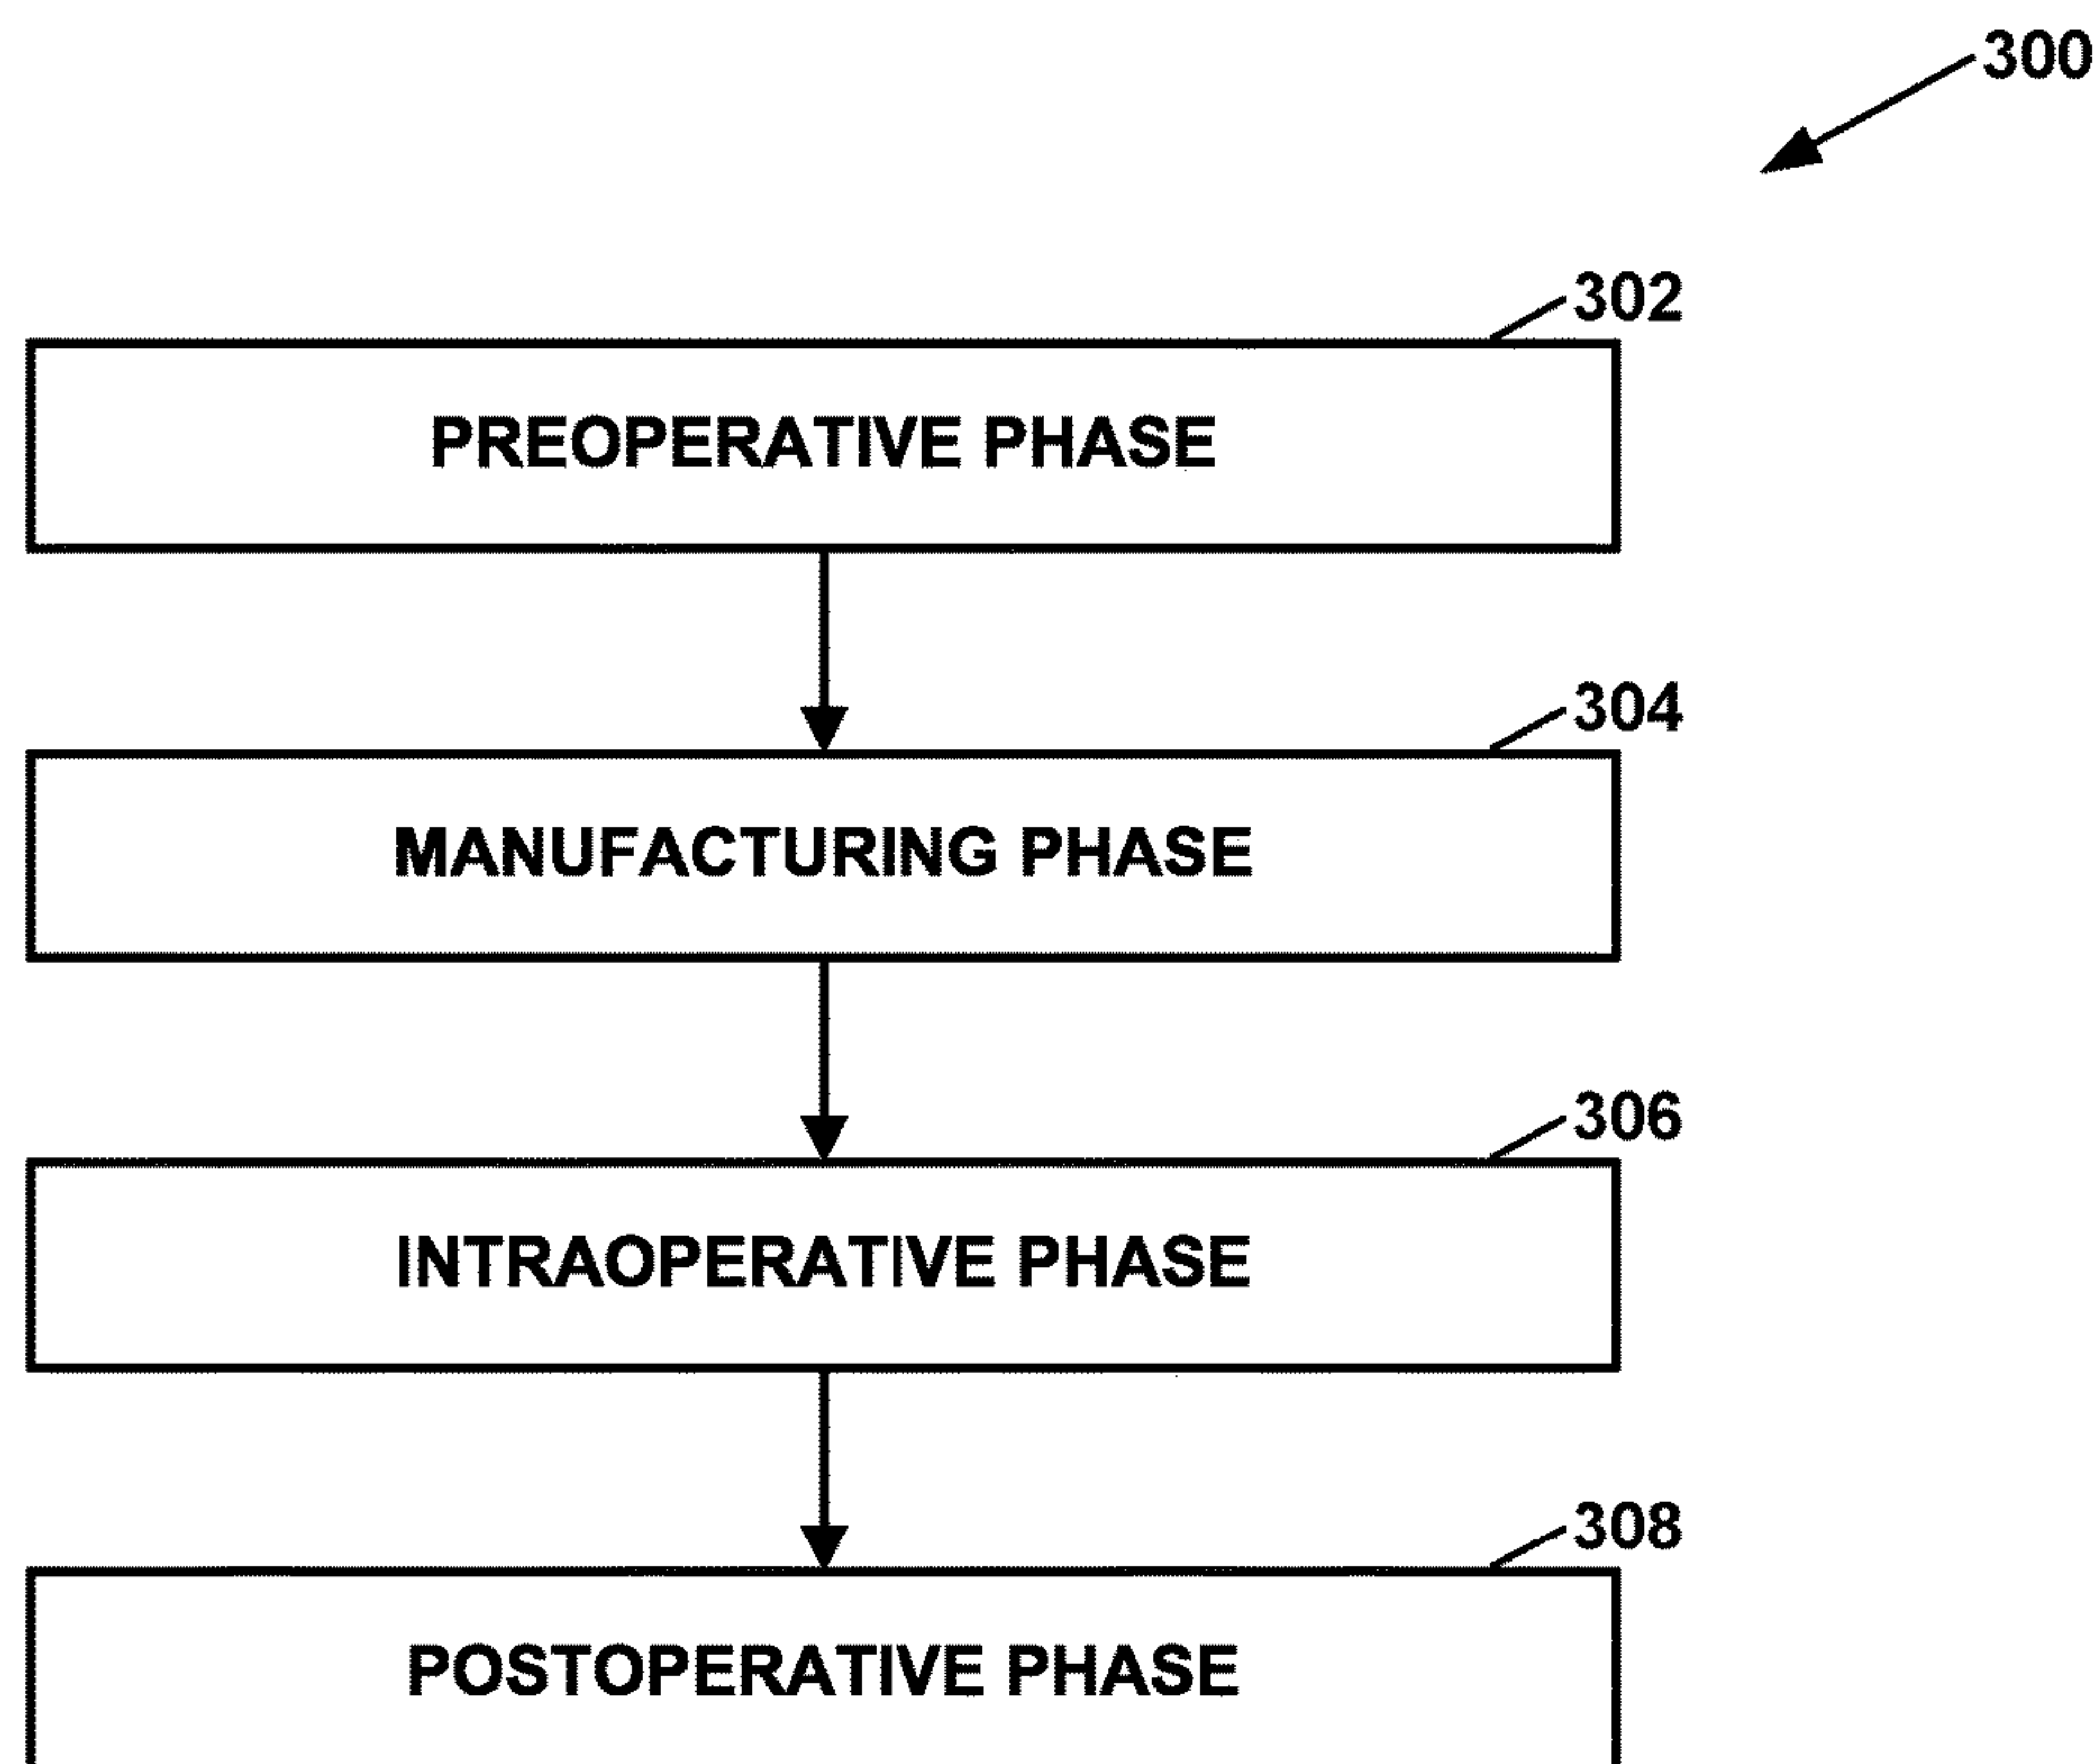 300
302
PREOPERATIVE PHASE
304
MANUFACTURING PHASE
306
INTRAOPERATIVE PHASE
308
POSTOPERATIVE PHASE